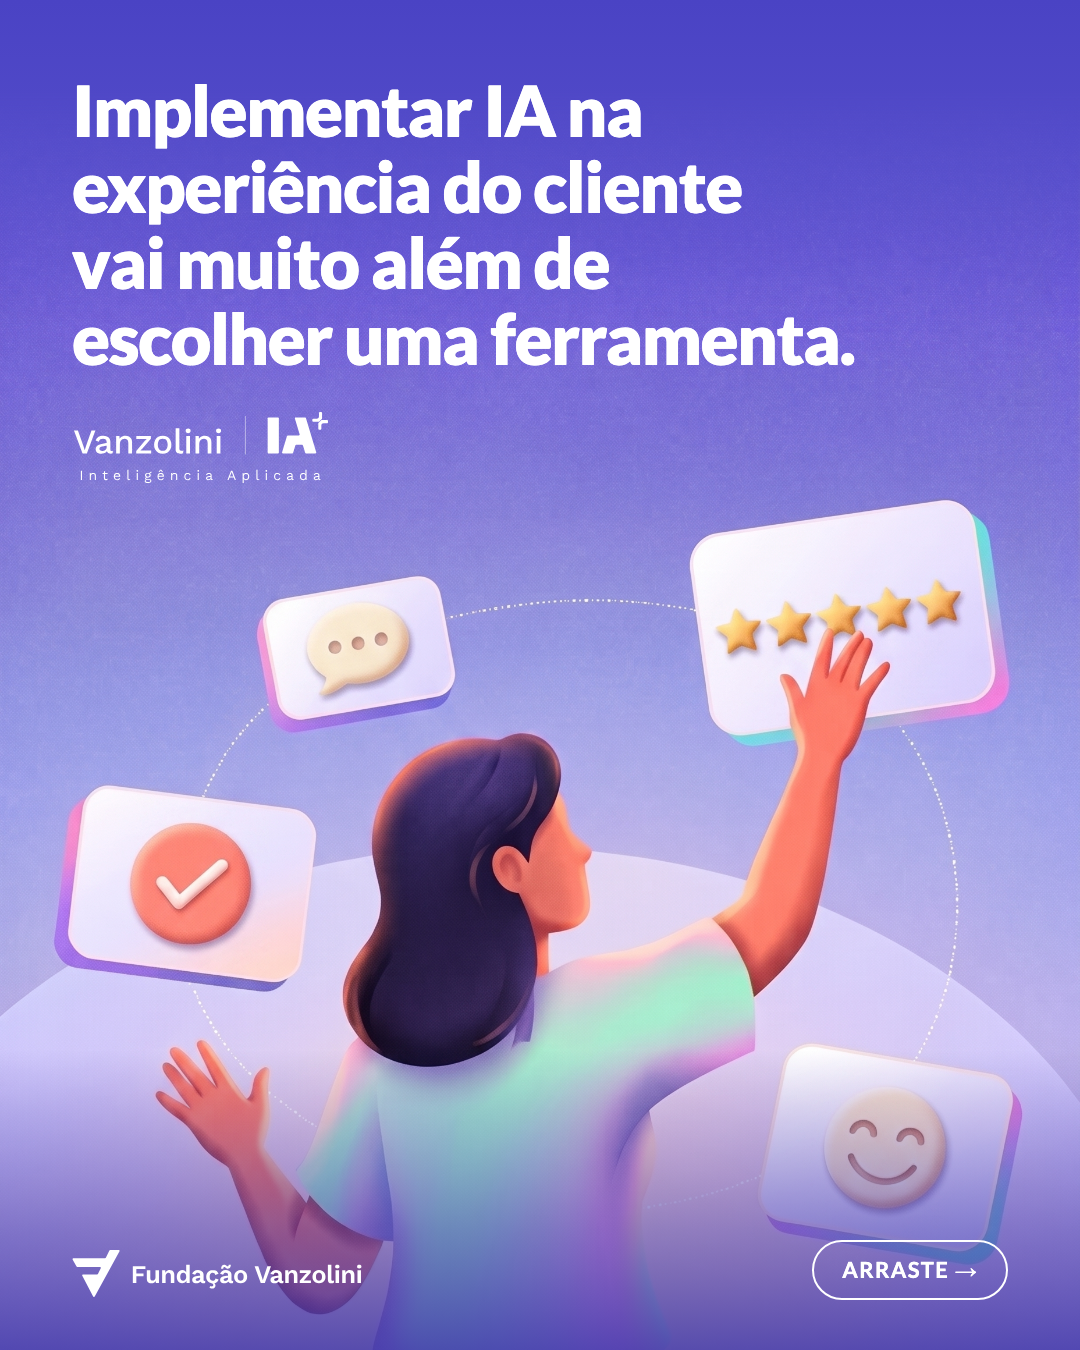 Implementar IA na
experiência do cliente
vai muito além de
escolher uma ferramenta.
Vanzolini | IA+
Inteligência Aplicada
Fundação Vanzolini
ARRASTE →